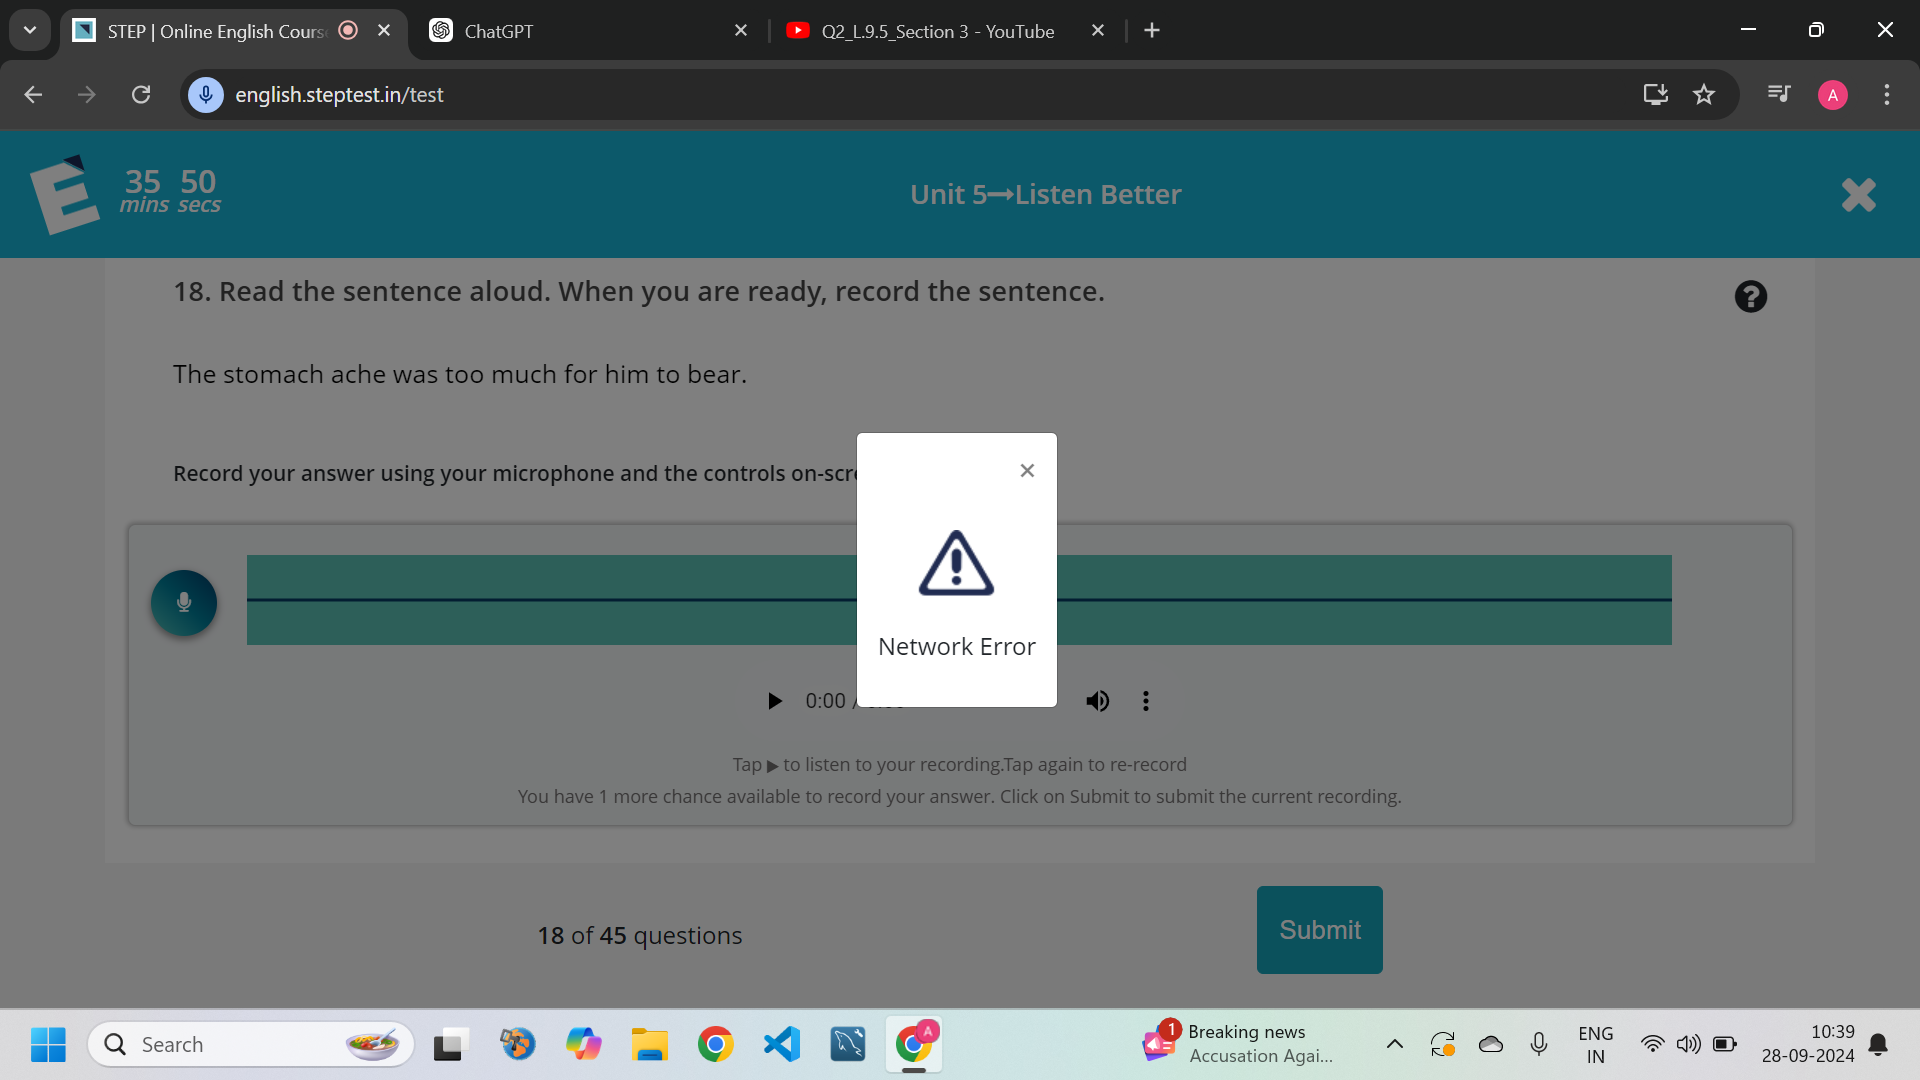 STEP | Online English Cours
ChatGPT
Q2_L.9.5_Section 3 - YouTube
english.steptest.in/test
A
E
35 50
mins secs
Unit 5→Listen Better
18. Read the sentence aloud. When you are ready, record the sentence.
The stomach ache was too much for him to bear.
Record your answer using your microphone and the controls on-scre
Network Error
0:00 /
Tap ▶ to listen to your recording.Tap again to re-record
You have 1 more chance available to record your answer. Click on Submit to submit the current recording.
18 of 45 questions
Submit
Search
A
1
Breaking news
Accusation Agai...
ENG
IN
10:39
28-09-2024